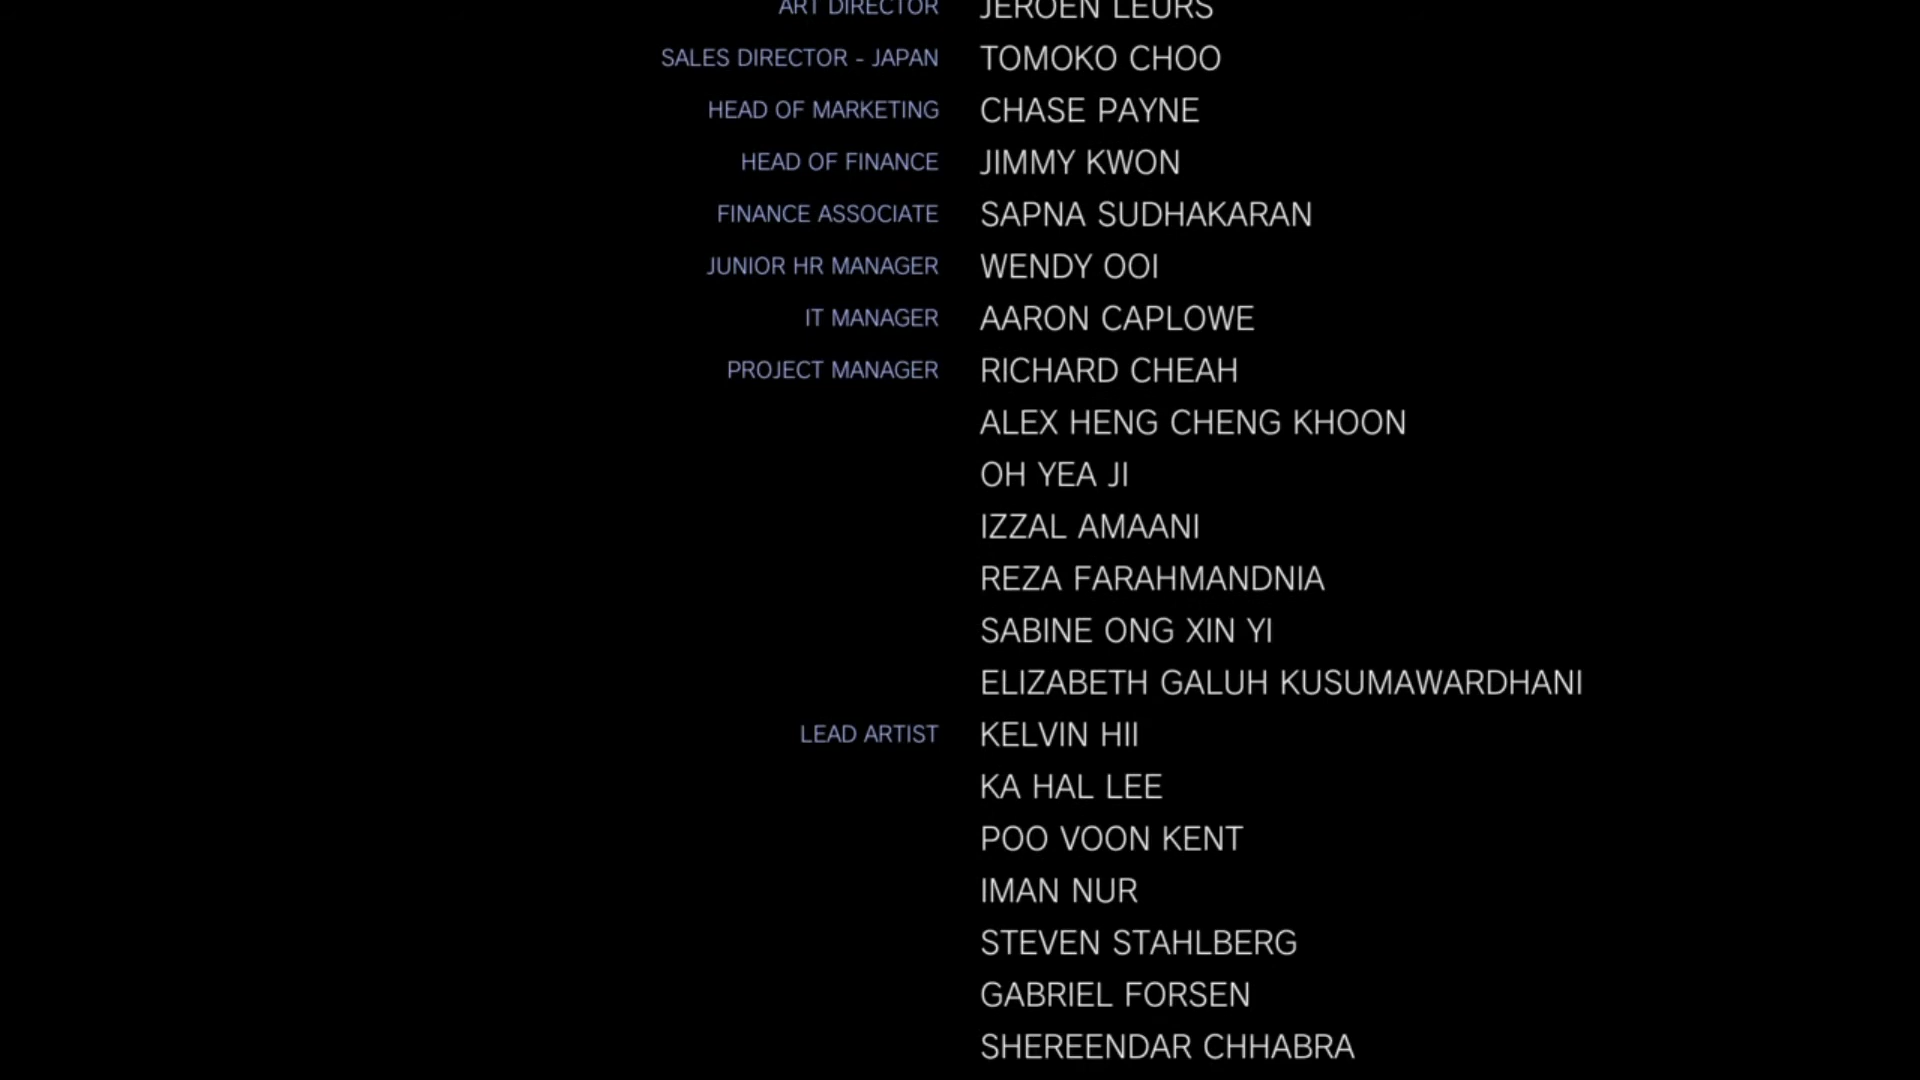 ART DIRECTOR JEROEN LEURS
SALES DIRECTOR - JAPAN TOMOKO CHOO
HEAD OF MARKETING CHASE PAYNE
HEAD OF FINANCE JIMMY KWON
FINANCE ASSOCIATE SAPNA SUDHAKARAN
JUNIOR HR MANAGER WENDY OOI
IT MANAGER AARON CAPLOWE
PROJECT MANAGER RICHARD CHEAH
ALEX HENG CHENG KHOON
OH YEA JI
IZZAL AMAANI
REZA FARAHMANDNIA
SABINE ONG XIN YI
ELIZABETH GALUH KUSUMAWARDHANI
LEAD ARTIST KELVIN HII
KA HAL LEE
POO VOON KENT
IMAN NUR
STEVEN STAHLBERG
GABRIEL FORSEN
SHEREENDAR CHHABRA